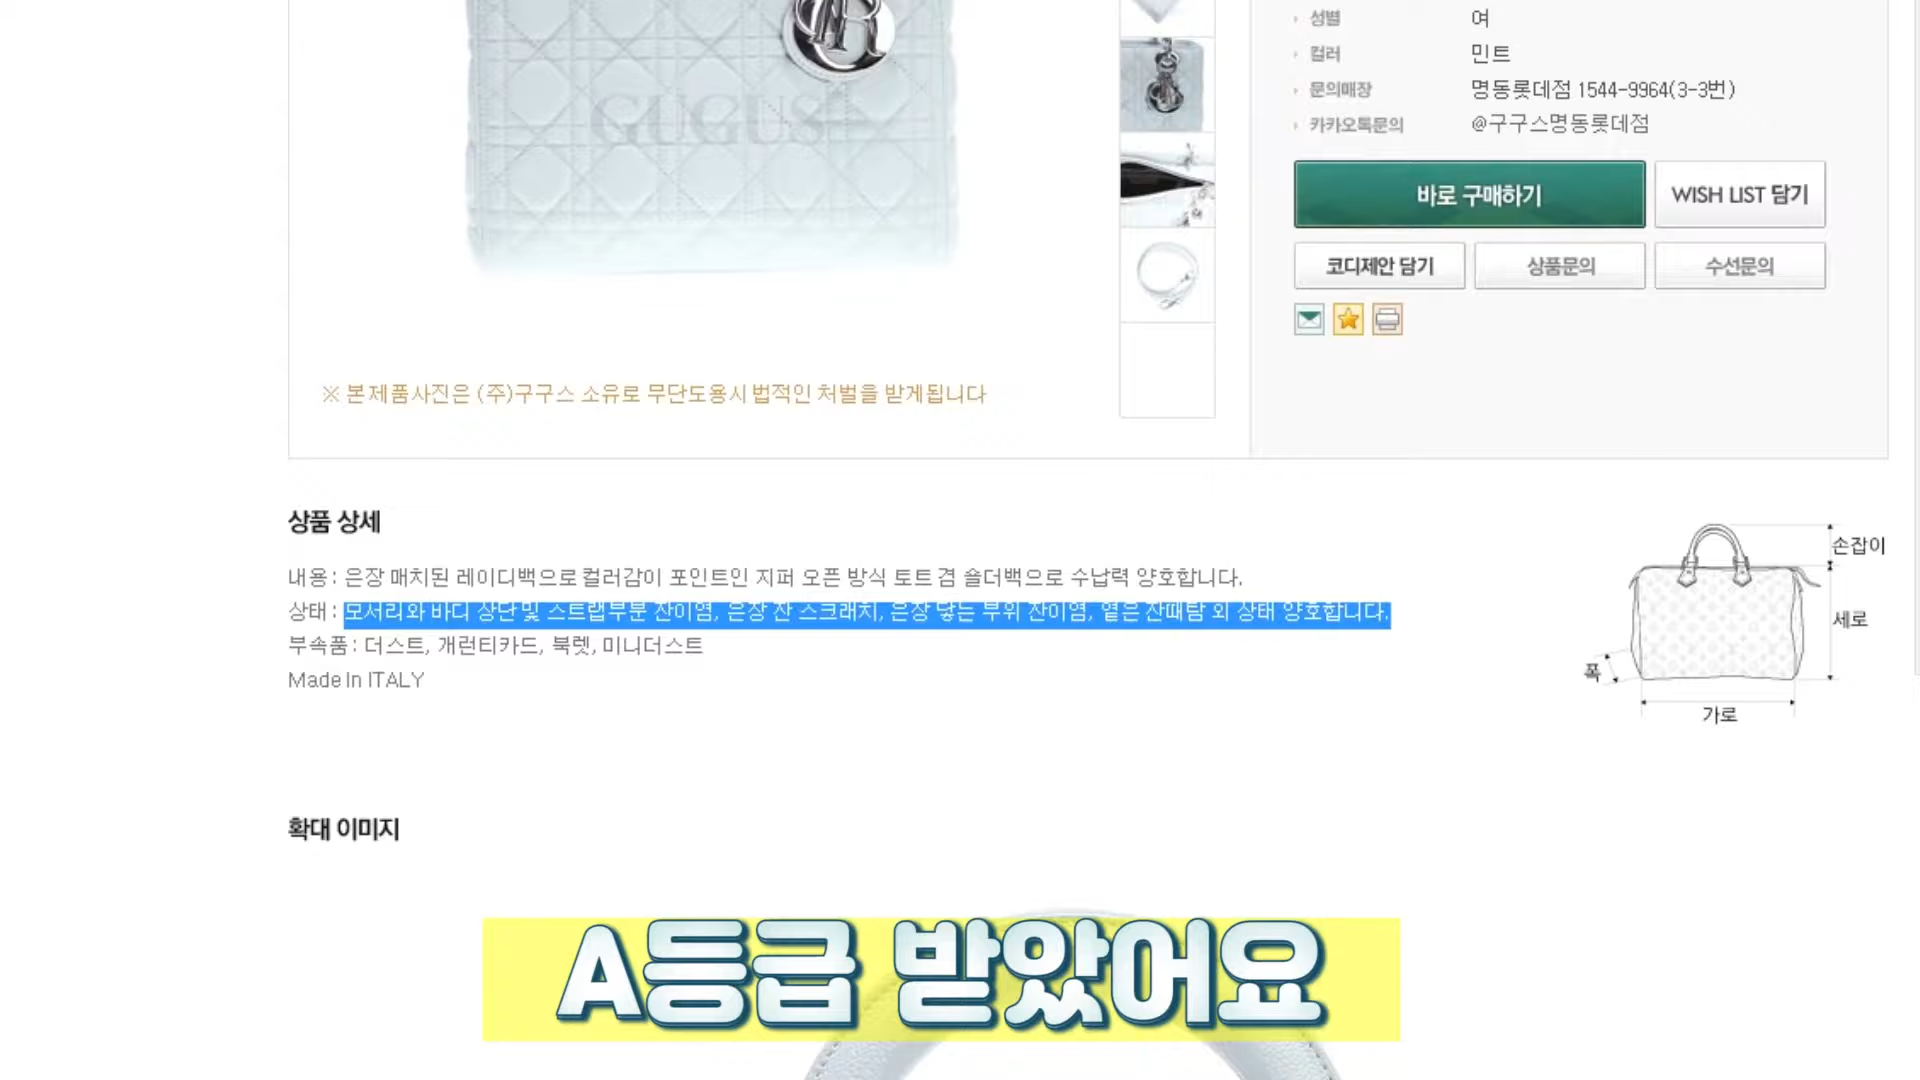 GUGUS
※ 본제품사진은 (주)구구스 소유로 무단도용시 법적인 처벌을 받게됩니다
성별 여
컬러 민트
문의매장 명동롯데점 1544-9964(3-3번)
카카오톡문의 @구구스명동롯데점
바로 구매하기 WISH LIST 담기
코디제안 담기 상품문의 수선문의
상품 상세
내용 : 은장 매치된 레이디백으로 컬러감이 포인트인 지퍼 오픈 방식 토트 겸 숄더백으로 수납력 양호합니다.
상태 : 모서리와 바디 상단및 스트랩부분 잔이염, 은장 잔 스크래치, 은장 닿는 부위 잔이염, 옅은 잔때탐 외 상태 양호합니다.
부속품 : 더스트, 개런티카드, 북렛, 미니더스트
Made In ITALY
손잡이
세로
폭
가로
확대 이미지
A등급 받았어요